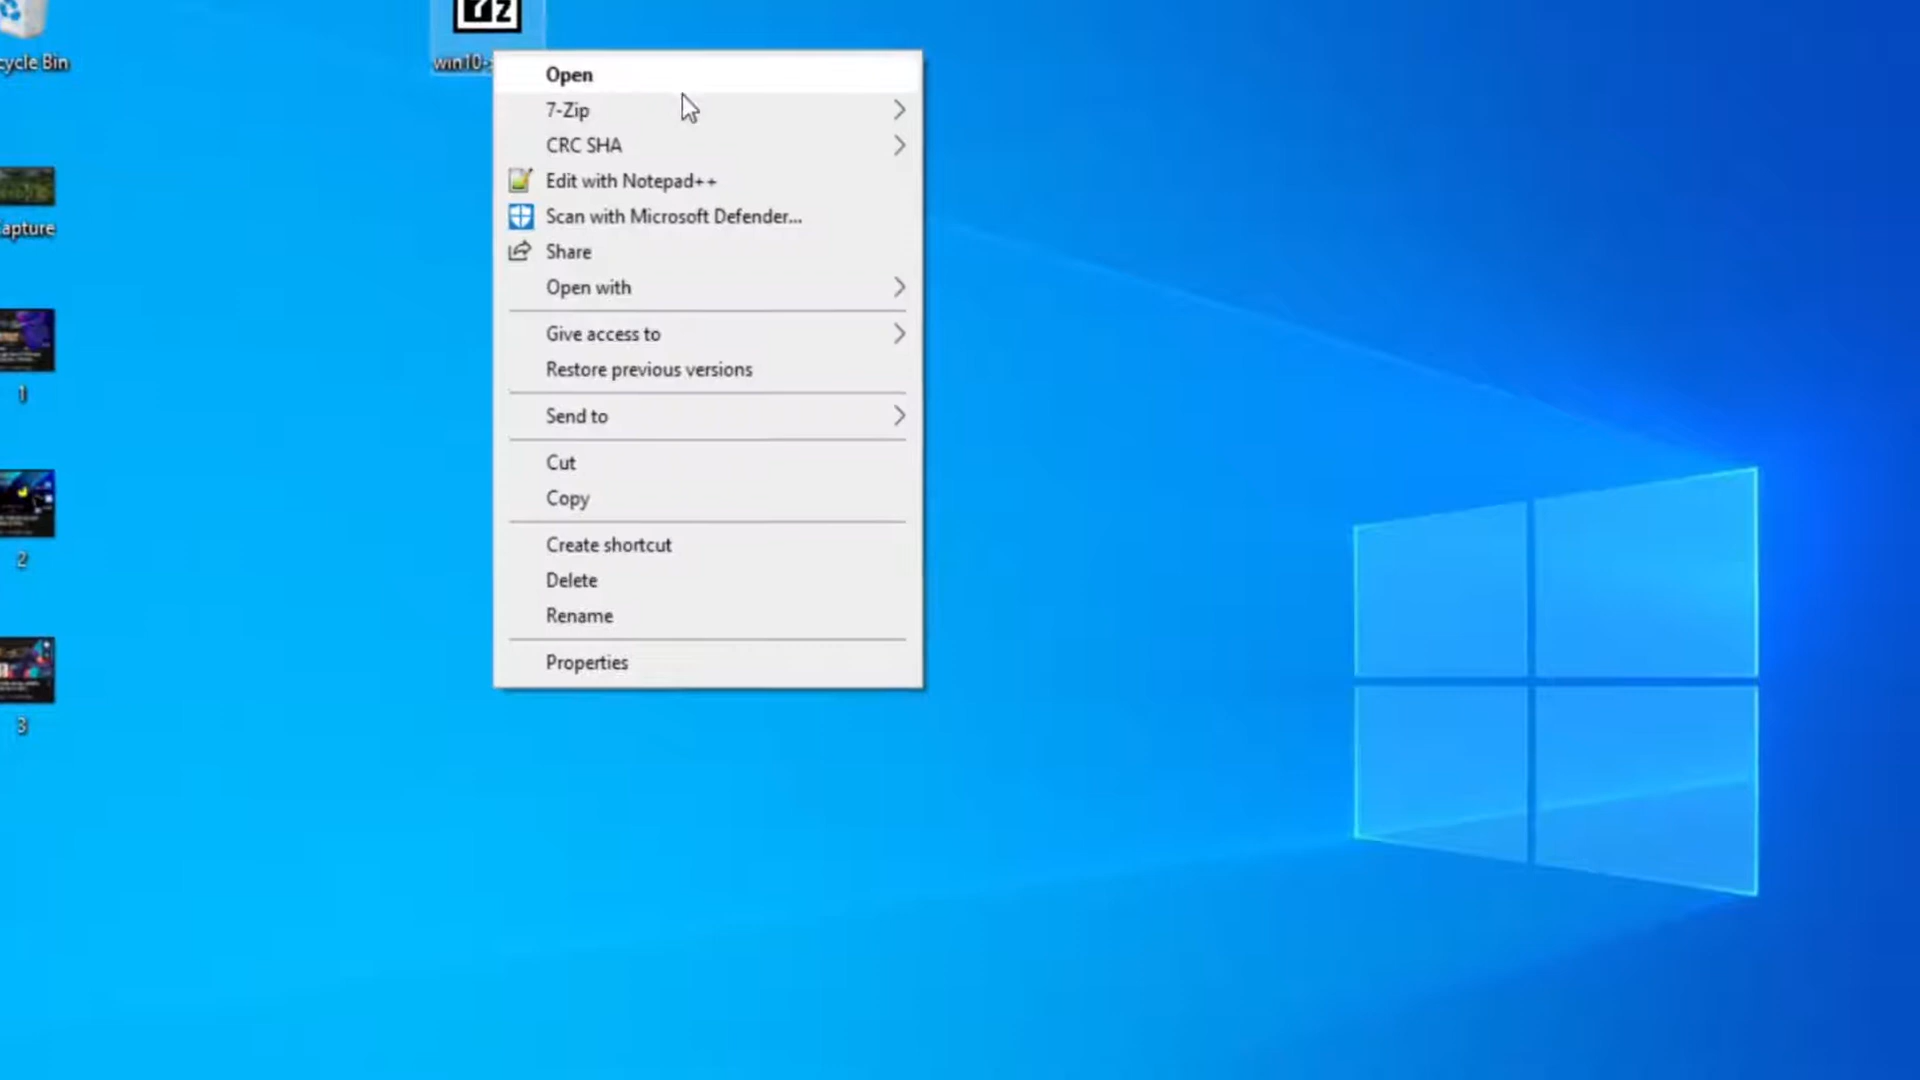 7z
cycle Bin
win10-
Open
7-Zip
CRC SHA
Edit with Notepad++
Scan with Microsoft Defender...
Share
Open with
Give access to
Restore previous versions
Send to
Cut
Copy
Create shortcut
Delete
Rename
Properties
apture
1
2
3